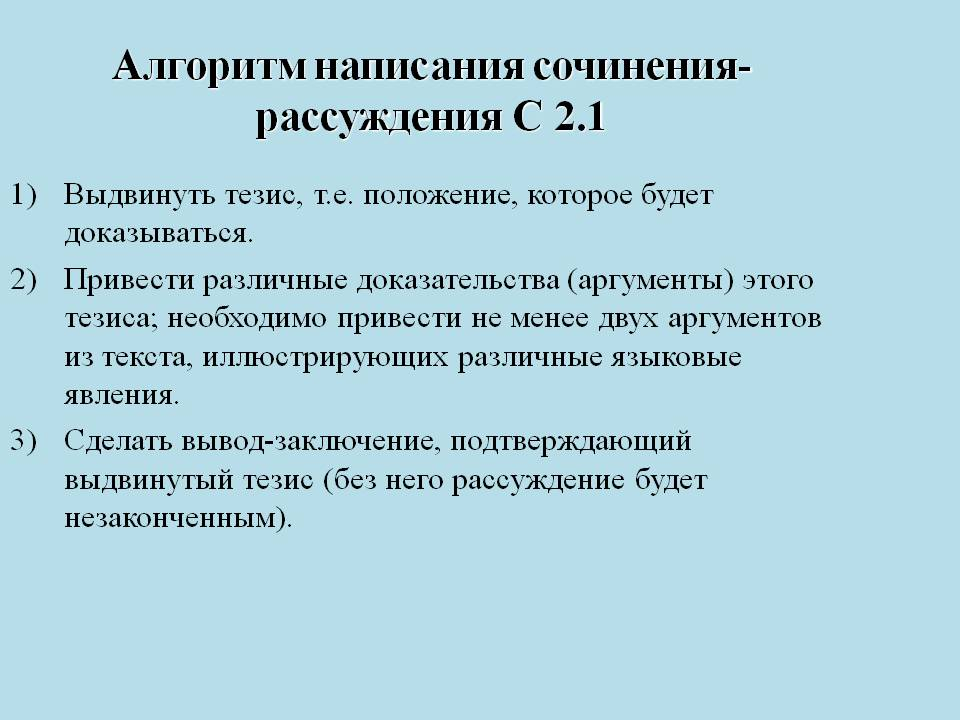 Алгоритм написания сочинения-
рассуждения С 2.1
1) Выдвинуть тезис, т.е. положение, которое будет
доказываться.
2) Привести различные доказательства (аргументы) этого
тезиса; необходимо привести не менее двух аргументов
из текста, иллюстрирующих различные языковые
явления.
3) Сделать вывод-заключение, подтверждающий
выдвинутый тезис (без него рассуждение будет
незаконченным).